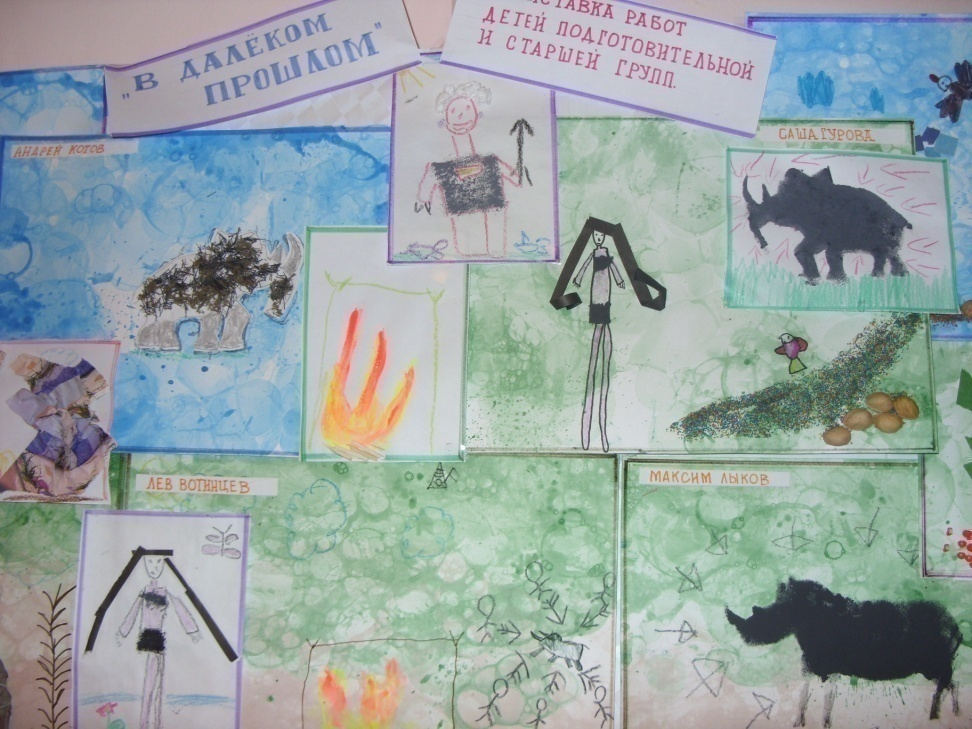 „В ДАЛЁКОМ
ПРОШЛОМ"
ВЫСТАВКА РАБОТ
ДЕТЕЙ ПОДГОТОВИТЕЛЬНОЙ
И СТАРШЕЙ ГРУПП.
АНДРЕЙ КОТОВ
САША ГУРОВА
ЛЕВ ВОТИНЦЕВ
МАКСИМ ЛЫКОВ